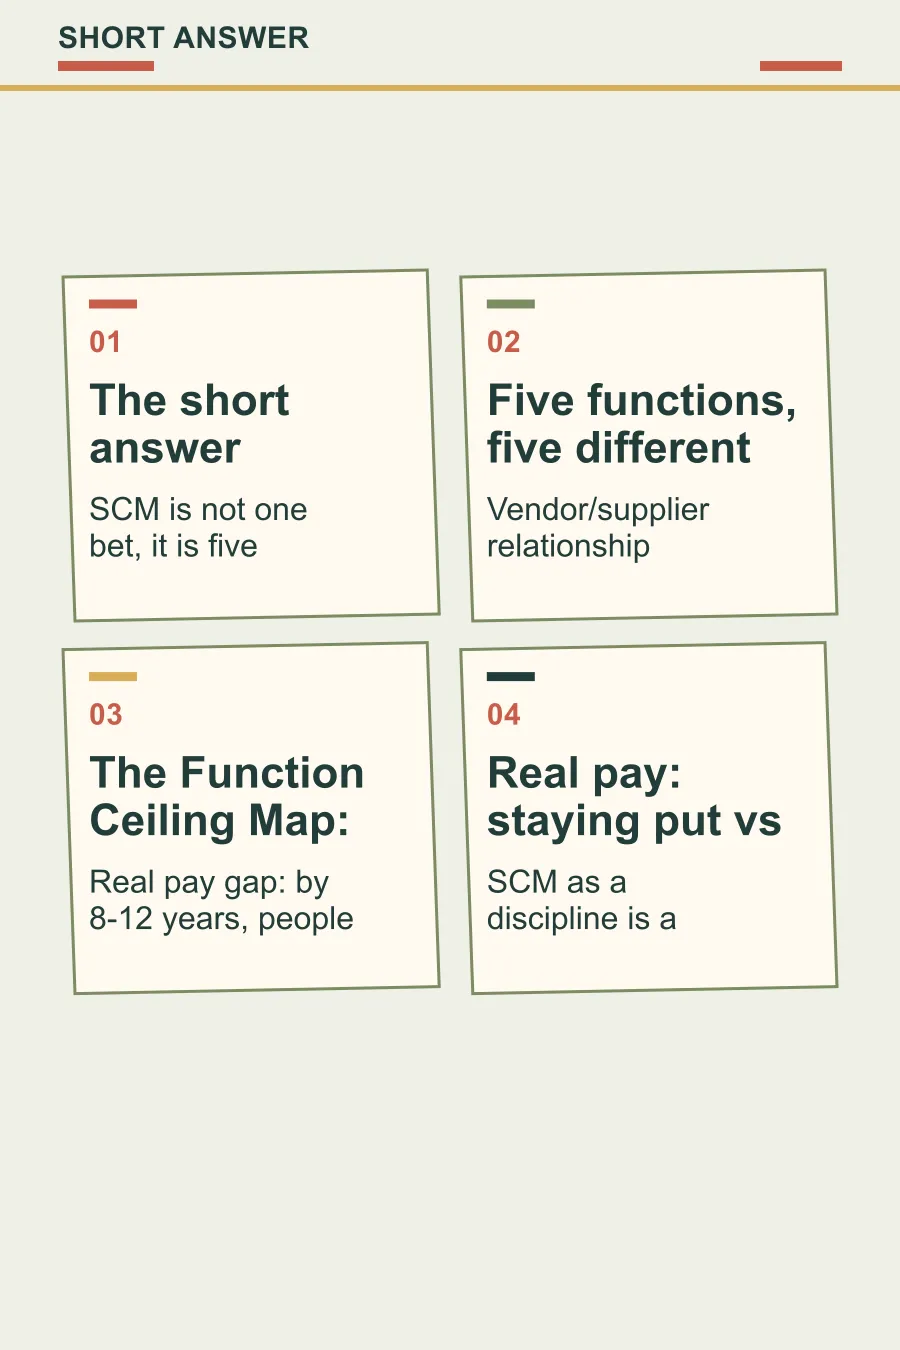 SHORT ANSWER
01
The short
answer
SCM is not one
bet, it is five
02
Five functions,
five different
Vendor/supplier
relationship
03
The Function
Ceiling Map:
Real pay gap: by
8-12 years, people
04
Real pay:
staying put vs
SCM as a
discipline is a